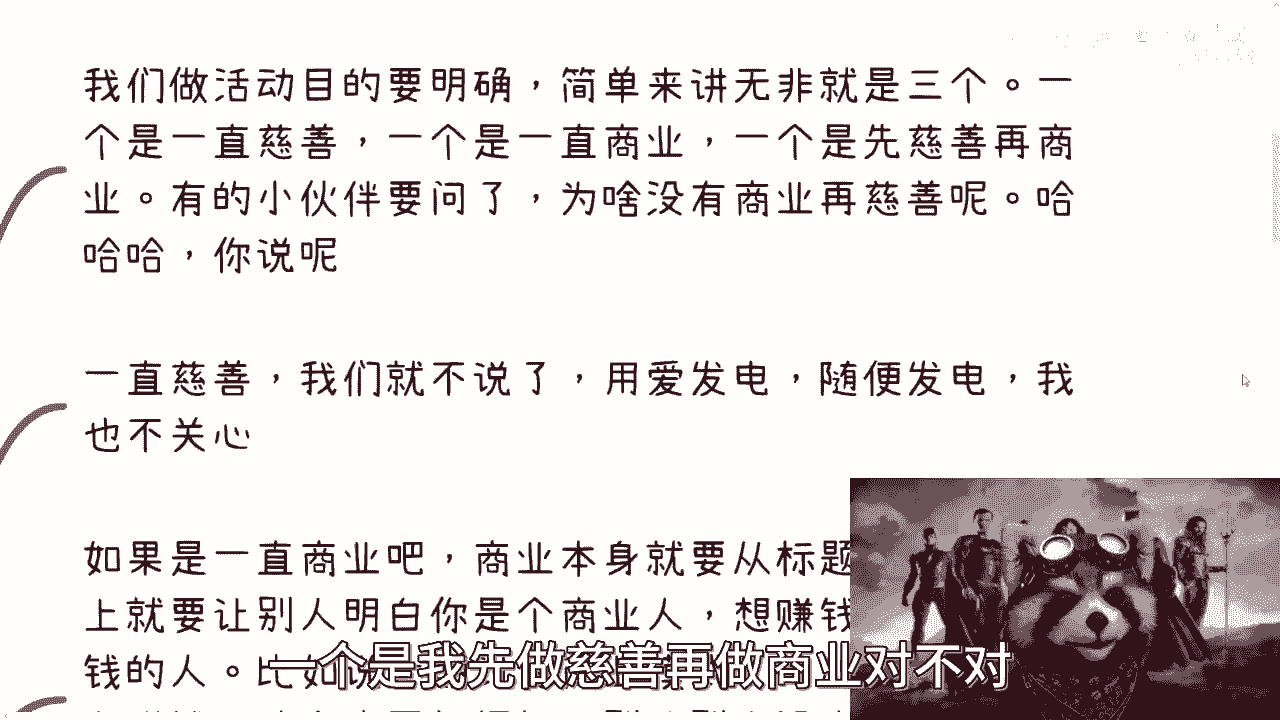 我们做活动目的要明确，简单来讲无非就是三个。一
个是一直慈善，一个是一直商业，一个是先慈善再商
业。有的小伙伴要问了，为啥没有商业再慈善呢。哈
哈哈，你说呢
一直慈善，我们就不说了，用爱发电，随便发电，我
也不关心
如果是一直商业吧，商业本身就要从标题
上就要让别人明白你是个商业人，想赚钱
钱的人。比如
一个是我先做慈善再做商业对不对